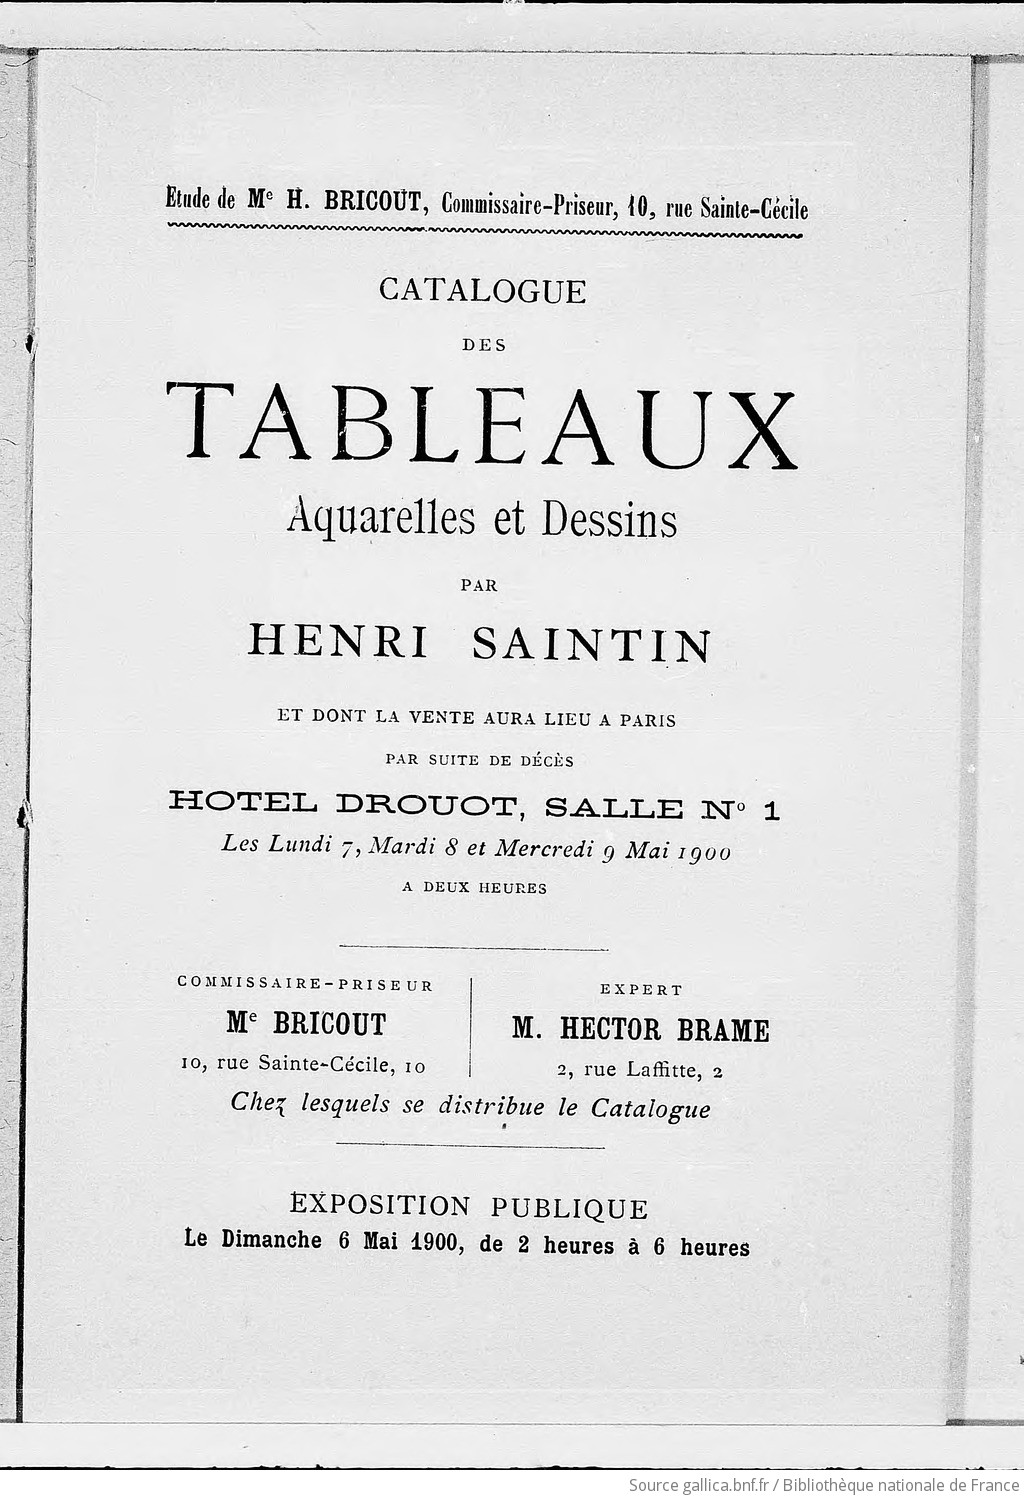 Etude de Me H. BRICOUT, Commissaire-Priseur, 10, rue Sainte-Cécile
CATALOGUE
DES
TABLEAUX
Aquarelles et Dessins
PAR
HENRI SAINTIN
ET DONT LA VENTE AURA LIEU A PARIS
PAR SUITE DE DÉCÈS
HOTEL DROUOT, SALLE No 1
Les Lundi 7, Mardi 8 et Mercredi 9 Mai 1900
A DEUX HEURES
COMMISSAIRE-PRISEUR
Me BRICOUT
10, rue Sainte-Cécile, 10
EXPERT
M. HECTOR BRAME
2, rue Laffitte, 2
Chez lesquels se distribue le Catalogue
EXPOSITION PUBLIQUE
Le Dimanche 6 Mai 1900, de 2 heures à 6 heures
Source gallica.bnf.fr / Bibliothèque nationale de France